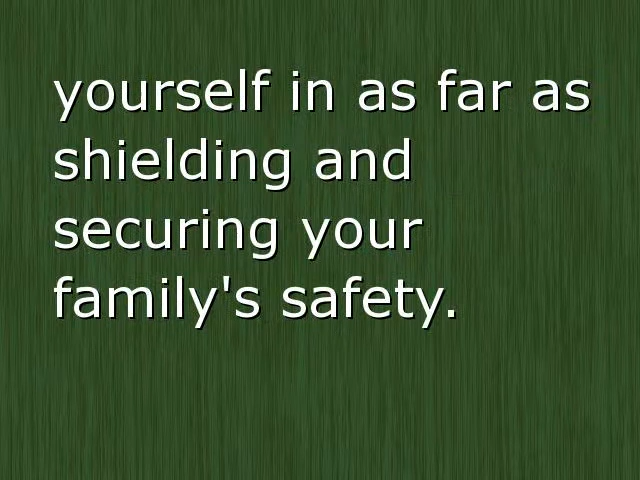 yourself in as far as
shielding and
securing your
family's safety.